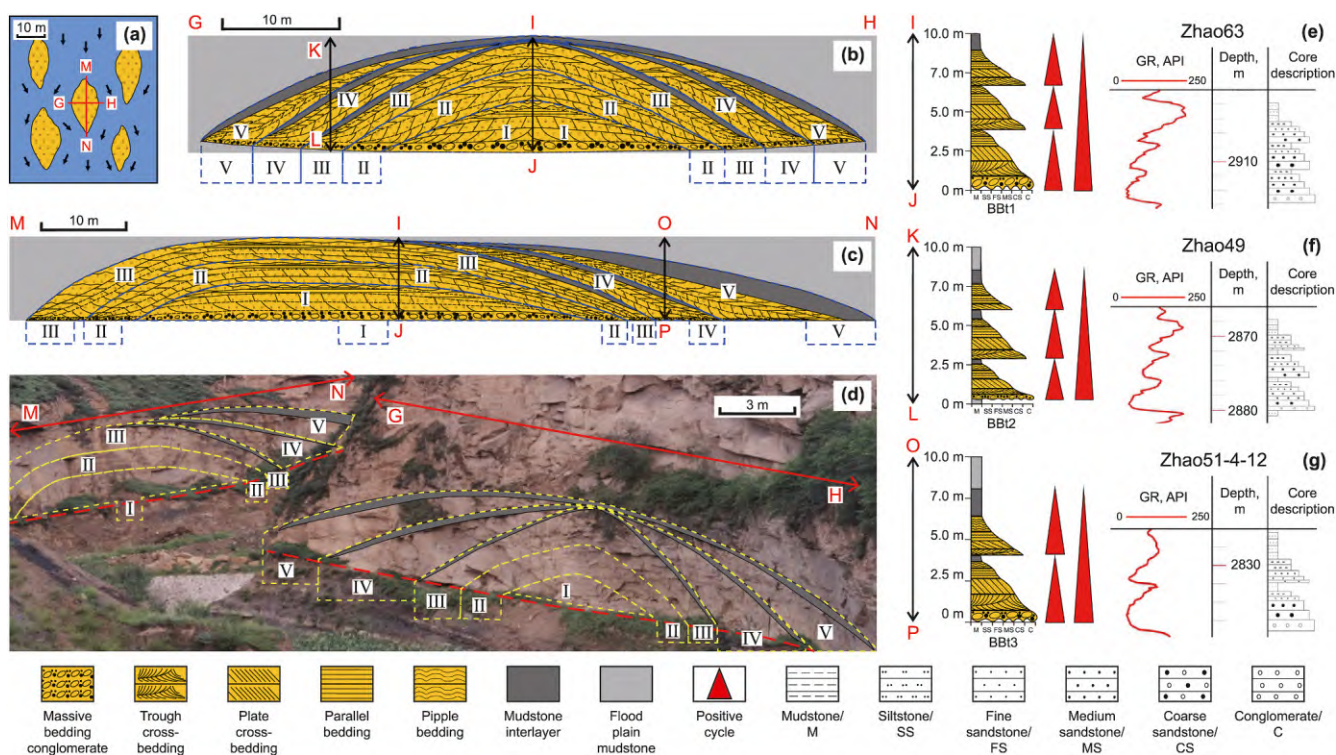 10 m
(a)
M
G
H
N
G
10 m
I
H
K
(b)
IV
III
II
III
IV
II
V
L
I
I
V
J
V
IV
III
II
II
III
IV
V
M
10 m
I
O
N
(c)
III
II
I
II
III
IV
V
J
P
III
II
I
II
III
IV
V
(d)
M
N
G
H
3 m
III
II
I
V
IV
III
II
V
IV
III
II
I
II
III
IV
V
I
J
10.0 m
7.0 m
5.0 m
2.5 m
0 m
M SS FS MS CS C
BBt1
Zhao63
(e)
GR, API
0
250
Depth,
m
Core
description
2910
K
L
10.0 m
7.0 m
5.0 m
2.5 m
0 m
M SS FS MS CS C
BBt2
Zhao49
(f)
GR, API
0
250
Depth,
m
Core
description
2870
2880
O
P
10.0 m
7.0 m
5.0 m
2.5 m
0 m
M SS FS MS CS C
BBt3
Zhao51-4-12
(g)
GR, API
0
250
Depth,
m
Core
description
2830
Massive
bedding
conglomerate
Trough
cross-
bedding
Plate
cross-
bedding
Parallel
bedding
Pipple
bedding
Mudstone
interlayer
Flood
plain
mudstone
Positive
cycle
Mudstone/
M
Siltstone/
SS
Fine
sandstone/
FS
Medium
sandstone/
MS
Coarse
sandstone/
CS
Conglomerate/
C